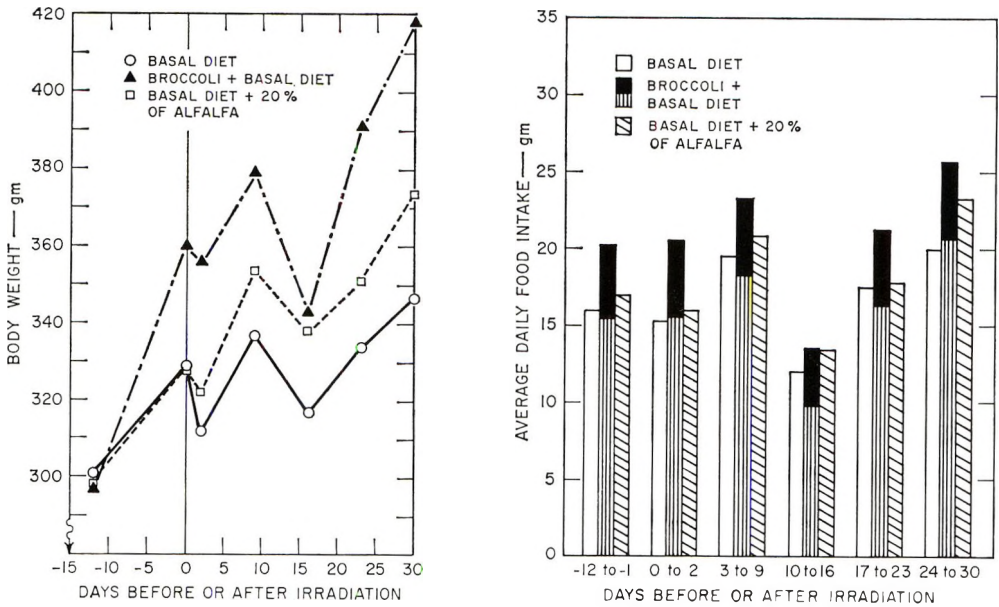 420
400
380
360
340
320
300
BODY WEIGHT — gm
BASAL DIET
BROCCOLI + BASAL DIET
BASAL DIET + 20%
OF ALFALFA
-15 -10 -5 0 5 10 15 20 25 30
DAYS BEFORE OR AFTER IRRADIATION
35
30
25
20
15
10
5
0
AVERAGE DAILY FOOD INTAKE — gm
BASAL DIET
BROCCOLI +
BASAL DIET
BASAL DIET + 20%
OF ALFALFA
-12 to -1 0 to 2 3 to 9 10 to 16 17 to 23 24 to 30
DAYS BEFORE OR AFTER IRRADIATION